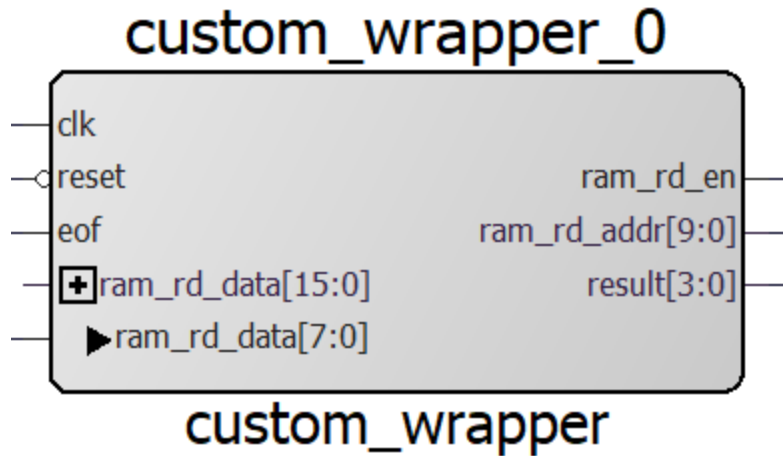 custom_wrapper_0
clk
reset
ram_rd_en
eof
ram_rd_addr[9:0]
ram_rd_data[15:0]
result[3:0]
ram_rd_data[7:0]
custom_wrapper